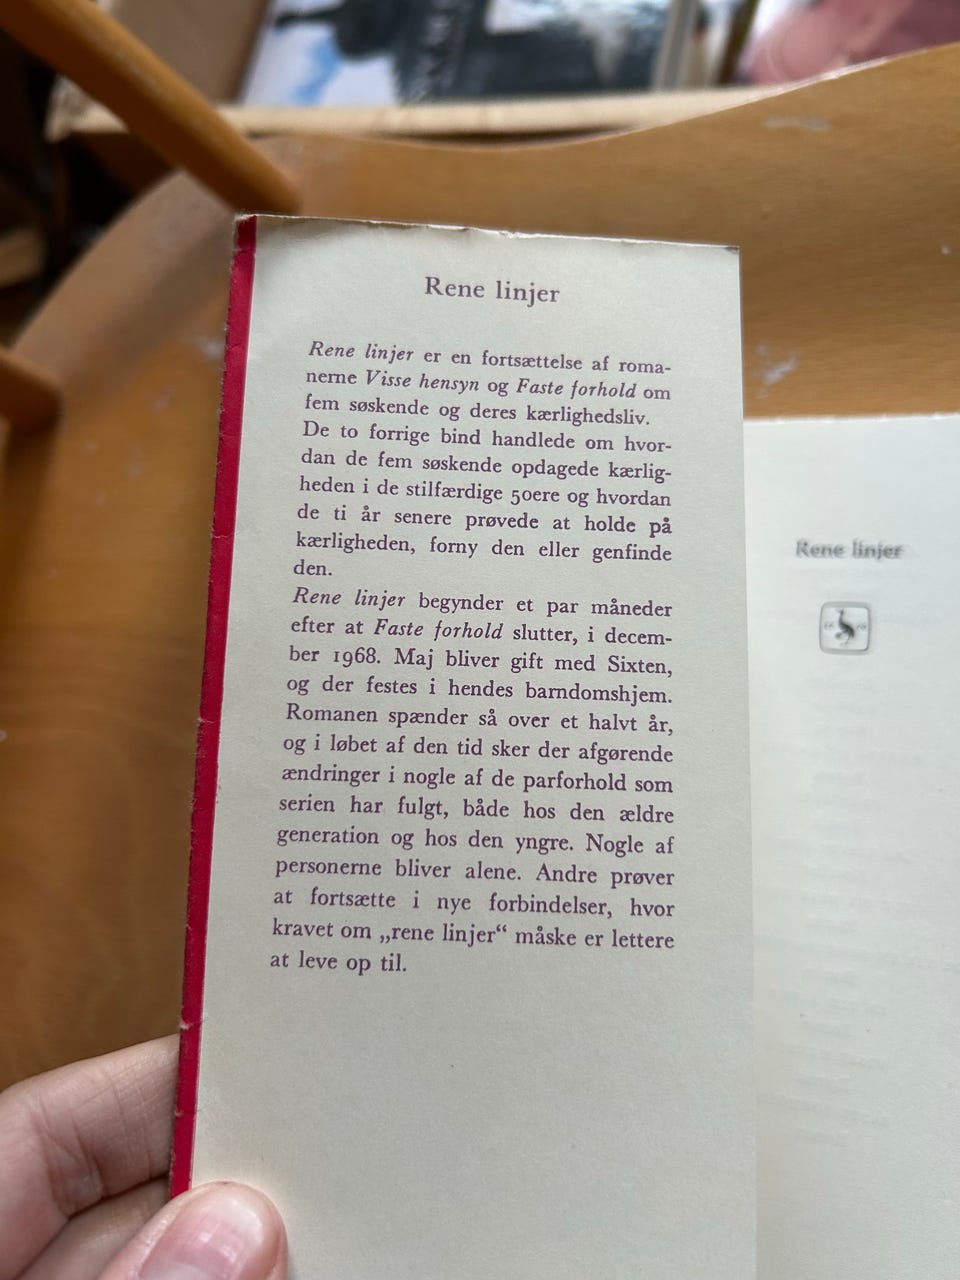 Rene linjer
Rene linjer er en fortsættelse af roma-
nerne Visse hensyn og Faste forhold om
fem søskende og deres kærlighedsliv.
De to forrige bind handlede om hvor-
dan de fem søskende opdagede kærlig-
heden i de stilfærdige 50ere og hvordan
de ti år senere prøvede at holde på
kærligheden, forny den eller genfinde
den.
Rene linjer begynder et par måneder
efter at Faste forhold slutter, i decem-
ber 1968. Maj bliver gift med Sixten,
og der festes i hendes barndomshjem.
Romanen spænder så over et halvt år,
og i løbet af den tid sker der afgørende
ændringer i nogle af de parforhold som
serien har fulgt, både hos den ældre
generation og hos den yngre. Nogle af
personerne bliver alene. Andre prøver
at fortsætte i nye forbindelser, hvor
kravet om „rene linjer“ måske er lettere
at leve op til.
Rene linjer